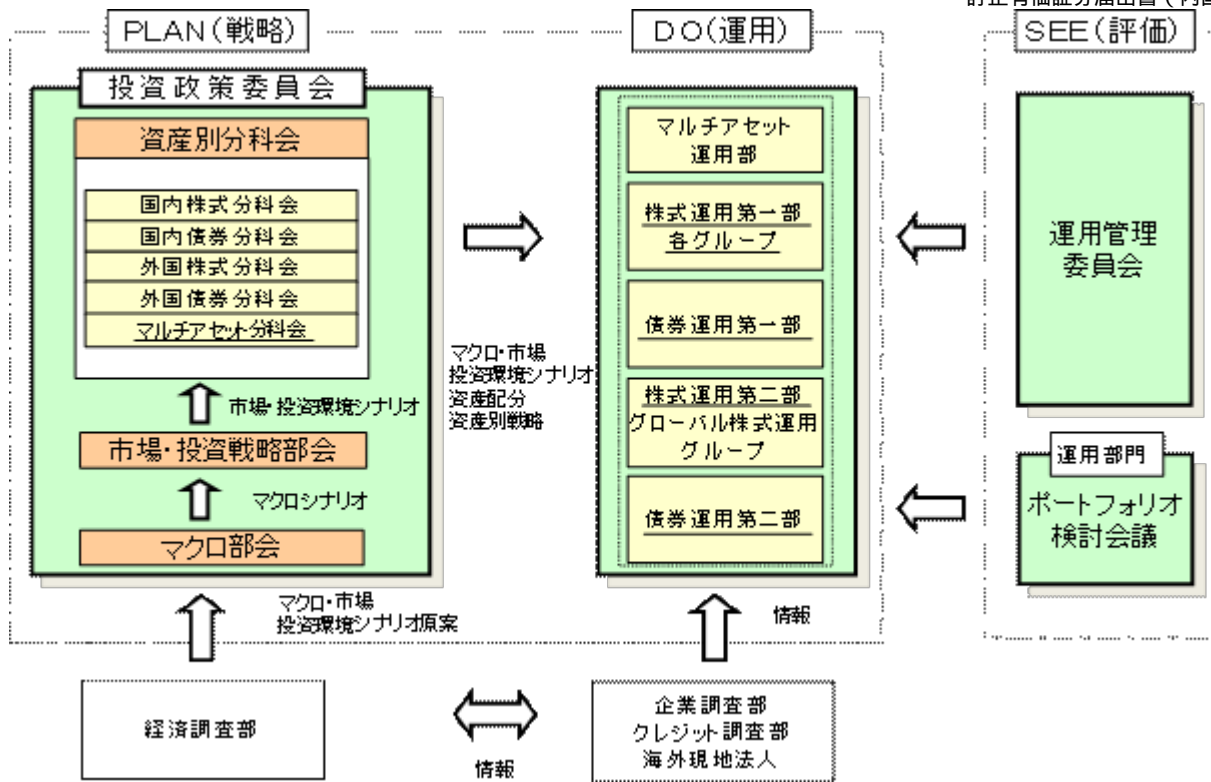 PLAN(戦略)
投資政策委員会
資産別分科会
国内株式分科会
国内債券分科会
外国株式分科会
外国債券分科会
マルチアセット分科会
市場・投資環境シナリオ
市場・投資戦略部会
マクロシナリオ
マクロ部会
マクロ・市場
投資環境シナリオ原案
経済調査部
マクロ・市場
投資環境シナリオ
資産配分
資産別戦略
情報
DO(運用)
マルチアセット
運用部
株式運用第一部
各グループ
債券運用第一部
株式運用第二部
グローバル株式運用
グループ
債券運用第二部
情報
企業調査部
クレジット調査部
海外現地法人
SEE(評価)
運用管理
委員会
運用部門
ポートフォリオ
検討会議